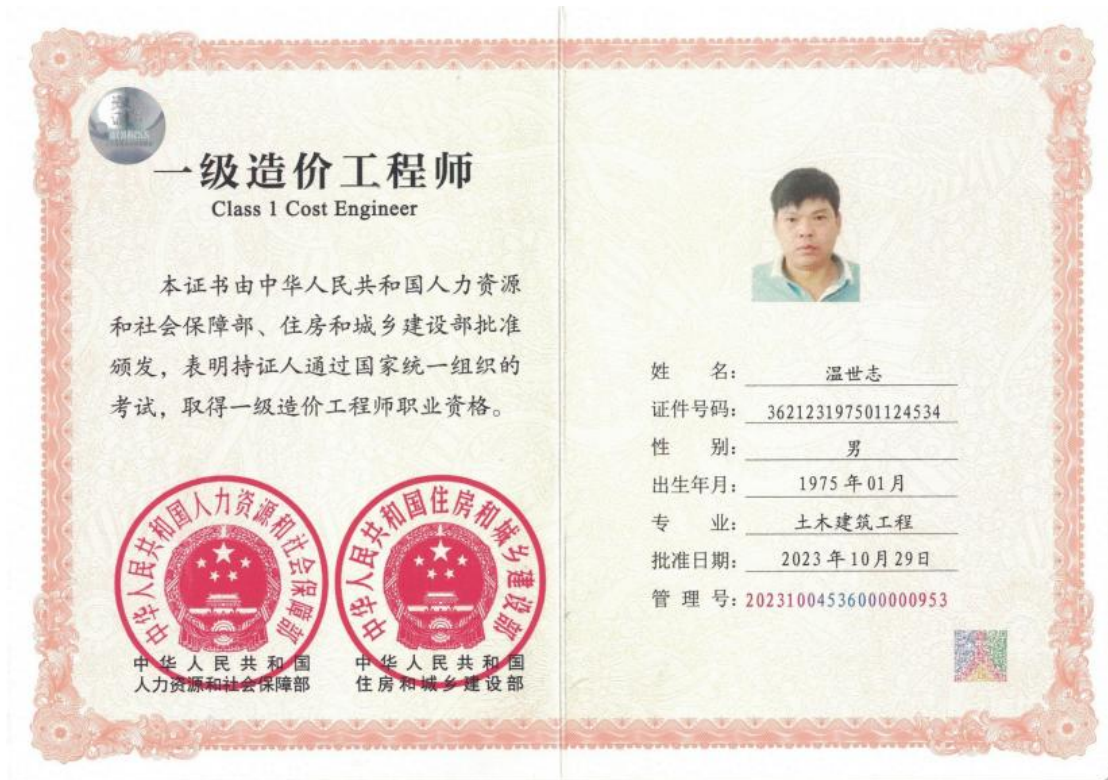 一级造价工程师
Class 1 Cost Engineer
本证书由中华人民共和国人力资源
和社会保障部、住房和城乡建设部批准
颁发，表明持证人通过国家统一组织的
考试，取得一级造价工程师职业资格。
中华人民共和国人力资源和社会保障部
中华人民共和国
人力资源和社会保障部
中华人民共和国住房和城乡建设部
中华人民共和国
住房和城乡建设部
姓 名： 温世志
证件号码： 362123197501124534
性 别： 男
出生年月： 1975年01月
专 业： 土木建筑工程
批准日期： 2023年10月29日
管 理 号： 20231004536000000953